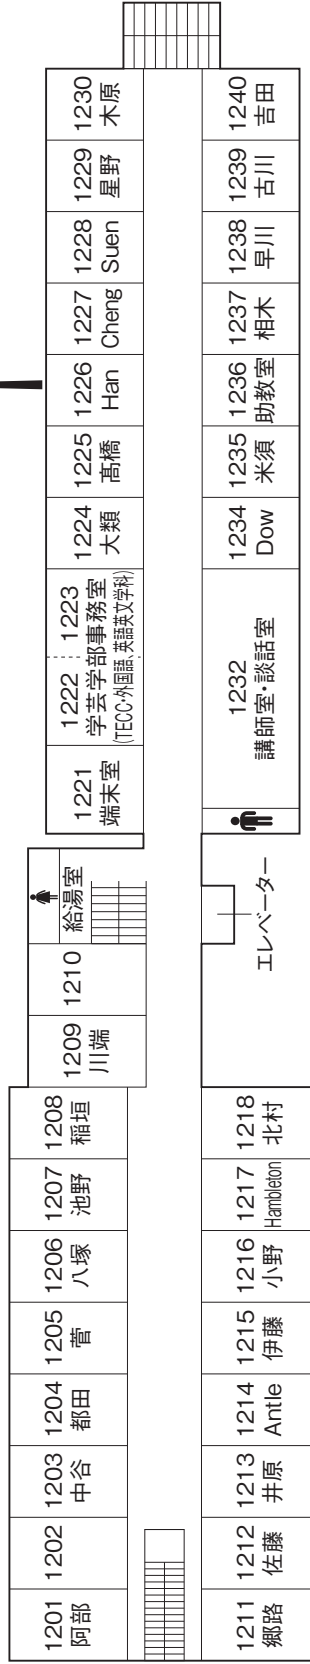 1230
木原
1229
星野
1228
Suen
1227
Cheng
1226
Han
1225
髙橋
1224
大類
1222 1223
学芸学部事務室
(TECC・外国語、英語英文学科)
1221
端末室
給湯室
1210
1209
川端
1208
稲垣
1207
池野
1206
八塚
1205
菅
1204
都田
1203
中谷
1202
1201
阿部
1240
吉田
1239
古川
1238
早川
1237
相木
1236
助教室
1235
米須
1234
Dow
1232
講師室・談話室
エレベーター
1218
北村
1217
Hambleton
1216
小野
1215
伊藤
1214
Antle
1213
井原
1212
佐藤
1211
郷路